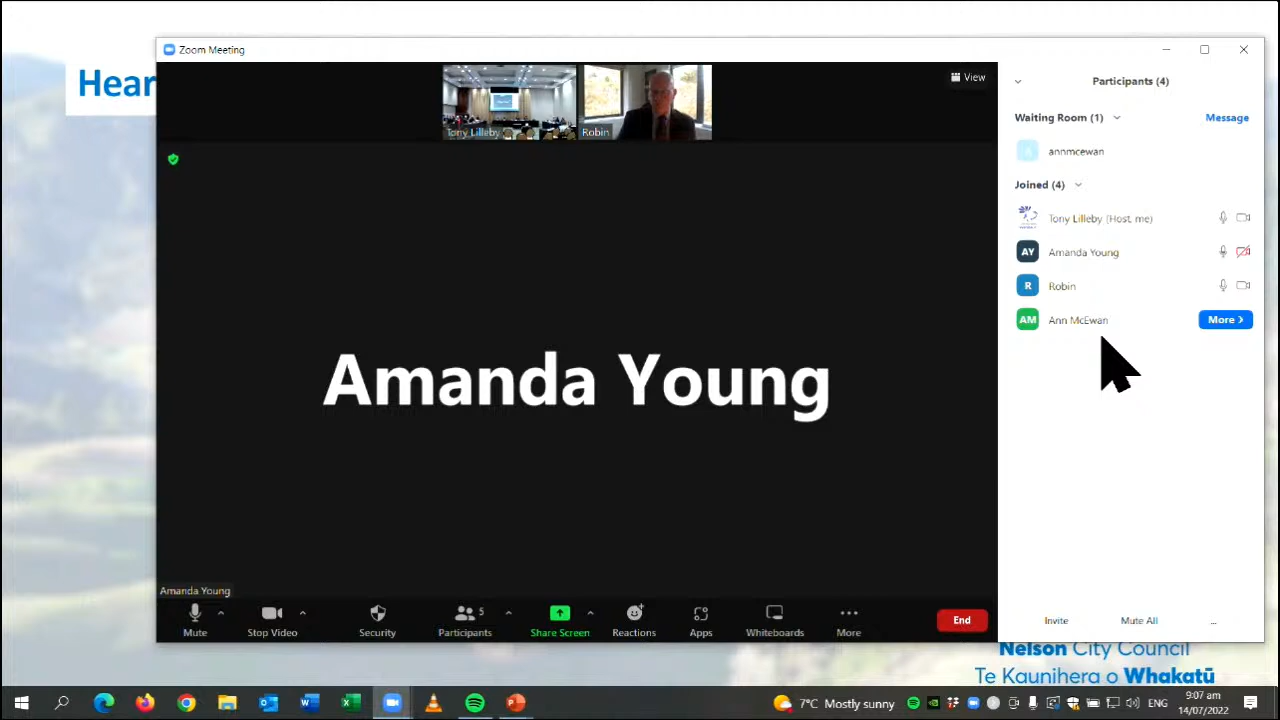 Hear
Zoom Meeting
View
Tony Lilleby
Robin
Participants (4)
Waiting Room (1)
Message
A
annmcewan
Joined (4)
Tony Lilleby (Host, me)
AY
Amanda Young
R
Robin
AM
Ann McEwan
More
Amanda Young
Amanda Young
Mute
Stop Video
Security
5
Participants
Share Screen
Reactions
Apps
Whiteboards
More
End
Invite
Mute All
...
Nelson City Council
Te Kaunihera o Whakatū
7°C Mostly sunny
ENG
9:07 am
14/07/2022